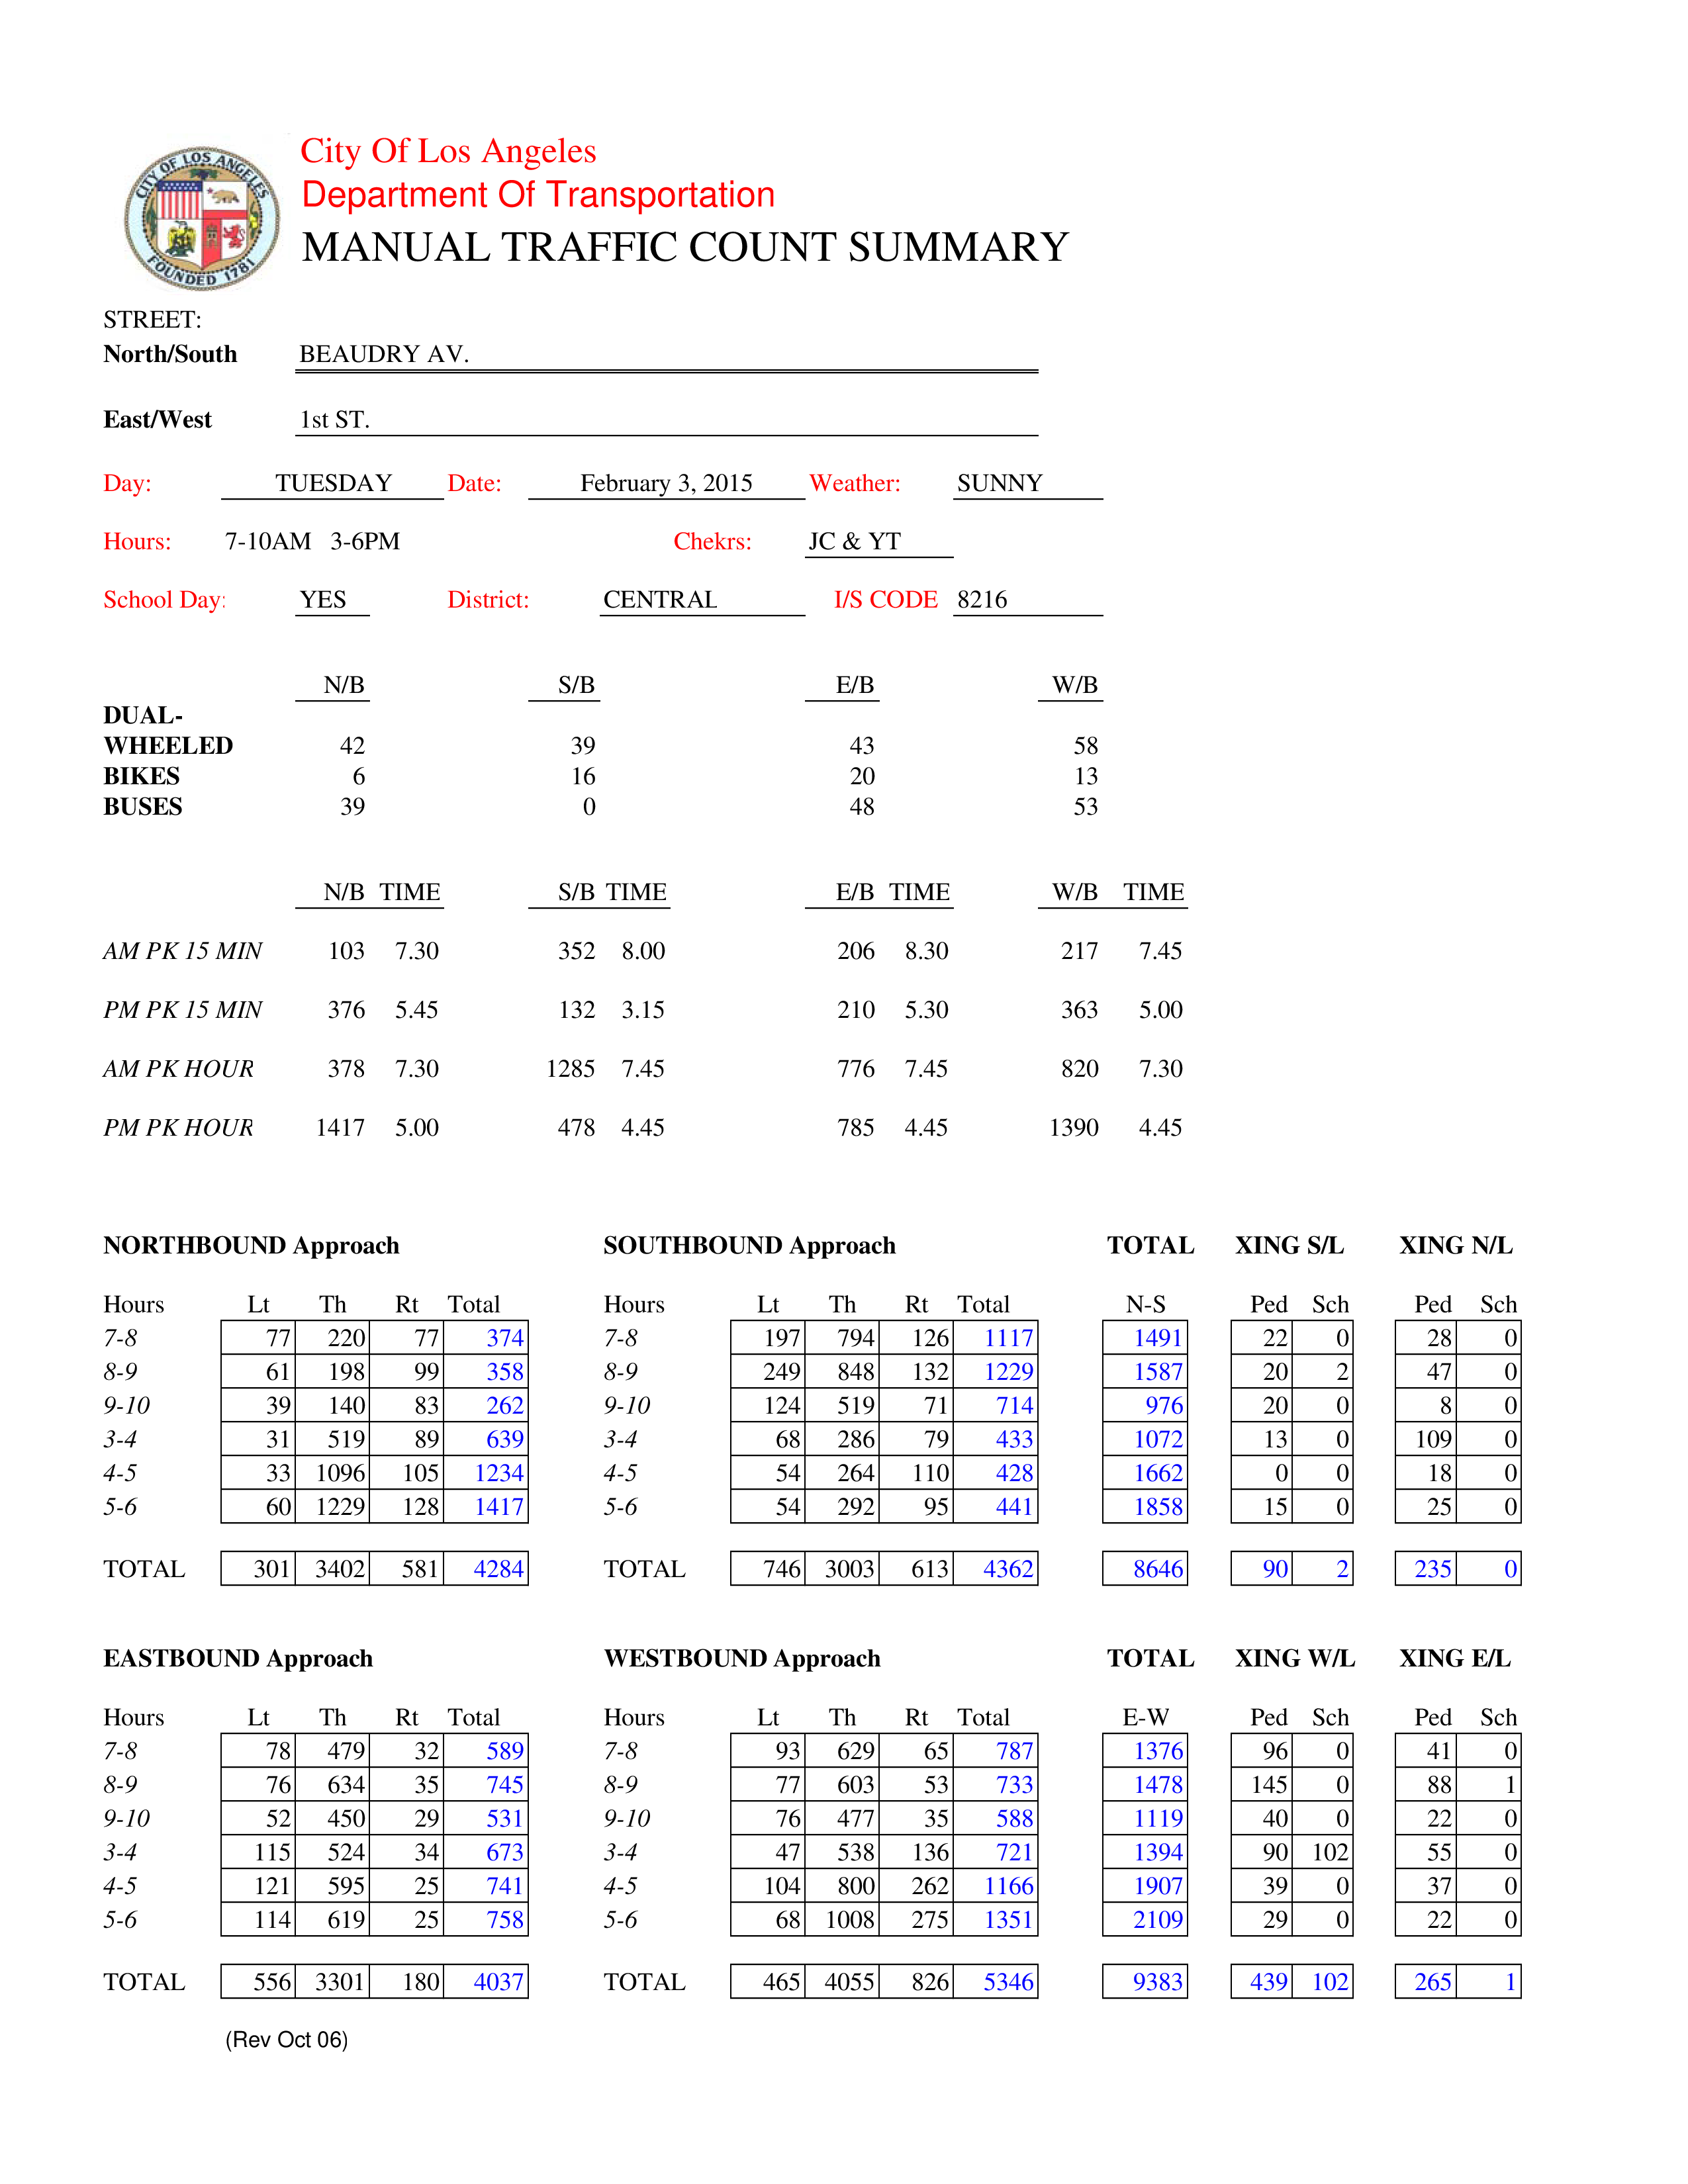 CITY OF LOS ANGELES
FOUNDED 1781
City Of Los Angeles
Department Of Transportation
MANUAL TRAFFIC COUNT SUMMARY
STREET:
North/South BEAUDRY AV.
East/West 1st ST.
Day: TUESDAY Date: February 3, 2015 Weather: SUNNY
Hours: 7-10AM 3-6PM Chekrs: JC & YT
School Day: YES District: CENTRAL I/S CODE 8216
N/B S/B E/B W/B
DUAL-
WHEELED 42 39 43 58
BIKES 6 16 20 13
BUSES 39 0 48 53
N/B TIME S/B TIME E/B TIME W/B TIME
AM PK 15 MIN 103 7.30 352 8.00 206 8.30 217 7.45
PM PK 15 MIN 376 5.45 132 3.15 210 5.30 363 5.00
AM PK HOUR 378 7.30 1285 7.45 776 7.45 820 7.30
PM PK HOUR 1417 5.00 478 4.45 785 4.45 1390 4.45
NORTHBOUND Approach SOUTHBOUND Approach TOTAL XING S/L XING N/L
Hours Lt Th Rt Total Hours Lt Th Rt Total N-S Ped Sch Ped Sch
7-8 77 220 77 374 7-8 197 794 126 1117 1491 22 0 28 0
8-9 61 198 99 358 8-9 249 848 132 1229 1587 20 2 47 0
9-10 39 140 83 262 9-10 124 519 71 714 976 20 0 8 0
3-4 31 519 89 639 3-4 68 286 79 433 1072 13 0 109 0
4-5 33 1096 105 1234 4-5 54 264 110 428 1662 0 0 18 0
5-6 60 1229 128 1417 5-6 54 292 95 441 1858 15 0 25 0
TOTAL 301 3402 581 4284 TOTAL 746 3003 613 4362 8646 90 2 235 0
EASTBOUND Approach WESTBOUND Approach TOTAL XING W/L XING E/L
Hours Lt Th Rt Total Hours Lt Th Rt Total E-W Ped Sch Ped Sch
7-8 78 479 32 589 7-8 93 629 65 787 1376 96 0 41 0
8-9 76 634 35 745 8-9 77 603 53 733 1478 145 0 88 1
9-10 52 450 29 531 9-10 76 477 35 588 1119 40 0 22 0
3-4 115 524 34 673 3-4 47 538 136 721 1394 90 102 55 0
4-5 121 595 25 741 4-5 104 800 262 1166 1907 39 0 37 0
5-6 114 619 25 758 5-6 68 1008 275 1351 2109 29 0 22 0
TOTAL 556 3301 180 4037 TOTAL 465 4055 826 5346 9383 439 102 265 1
(Rev Oct 06)